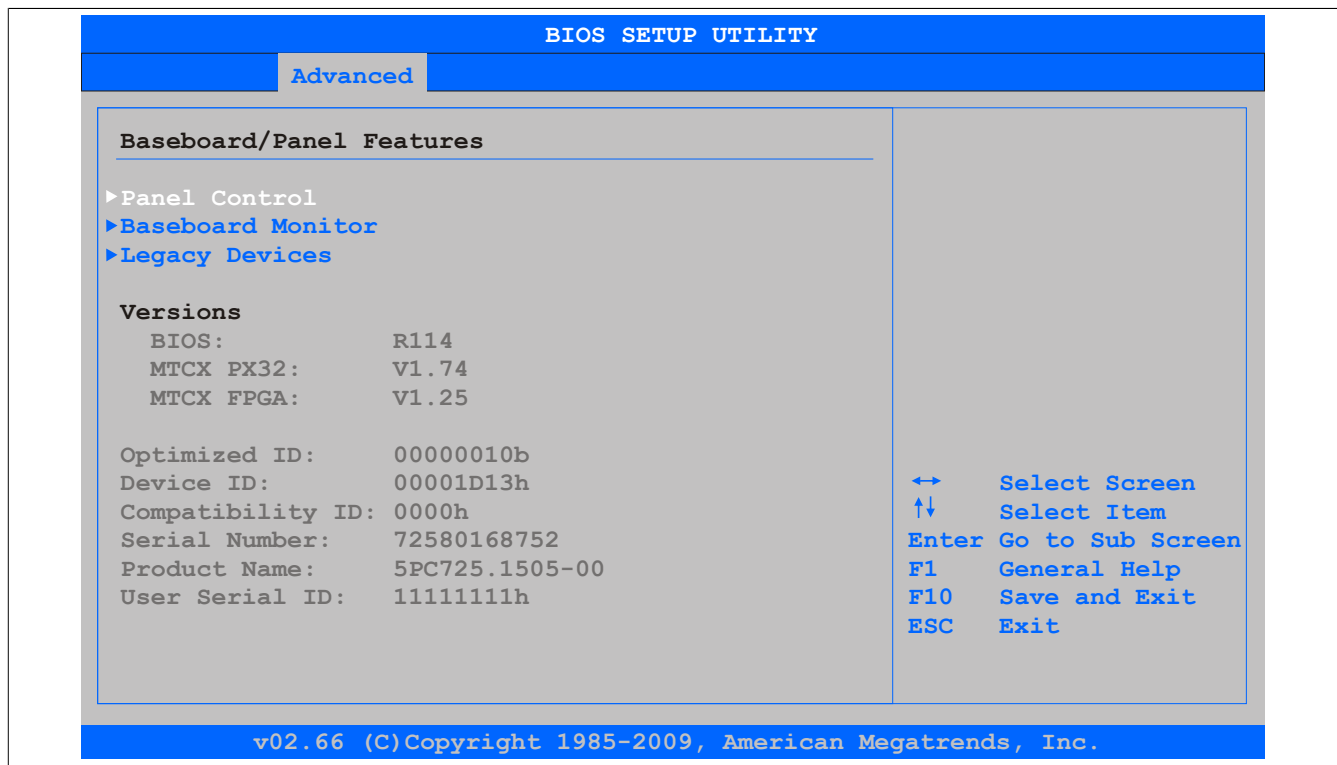 BIOS SETUP UTILITY
Advanced
Baseboard/Panel Features
▶Panel Control
▶Baseboard Monitor
▶Legacy Devices
Versions
BIOS: R114
MTCX PX32: V1.74
MTCX FPGA: V1.25
Optimized ID: 00000010b
Device ID: 00001D13h
Compatibility ID: 0000h
Serial Number: 72580168752
Product Name: 5PC725.1505-00
User Serial ID: 11111111h
↔ Select Screen
↑↓ Select Item
Enter Go to Sub Screen
F1 General Help
F10 Save and Exit
ESC Exit
v02.66 (C)Copyright 1985-2009, American Megatrends, Inc.